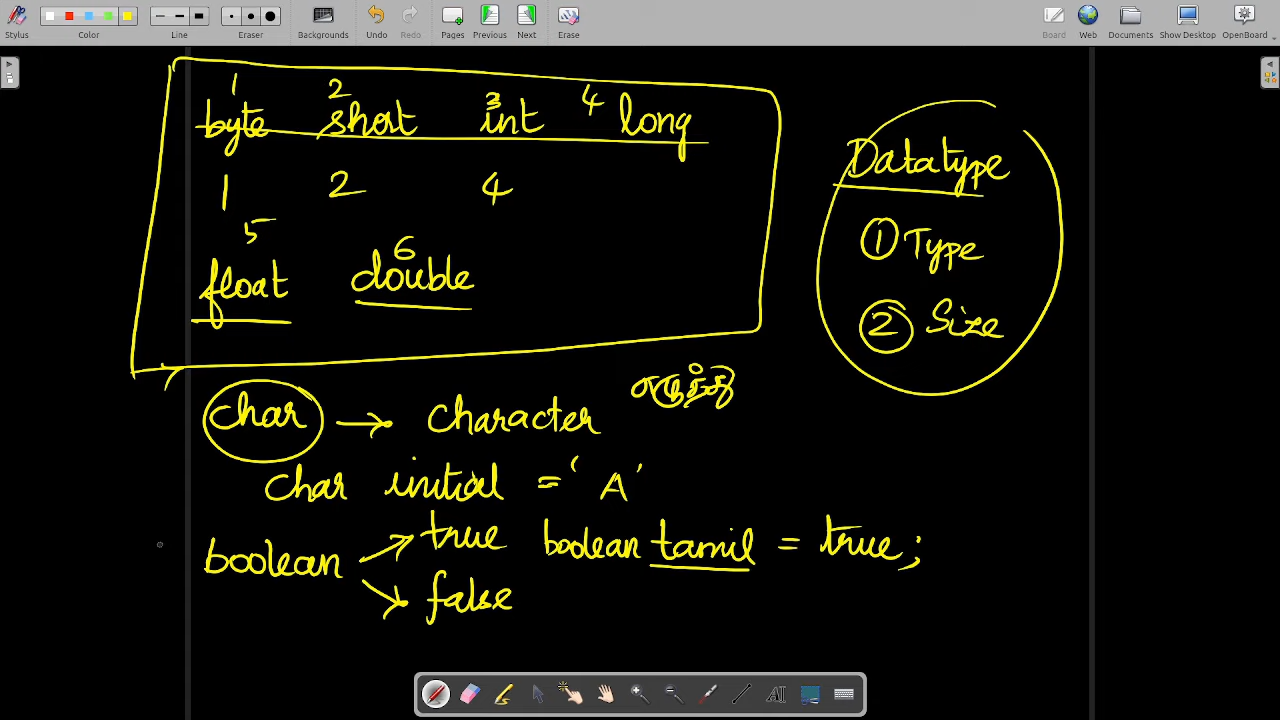 Stylus Color Line Eraser Backgrounds Undo Redo Pages Previous Next Erase Board Web Documents Show Desktop OpenBoard
1 2 3 4
byte short int long
1 2 4
5 6
float double
Datatype
1 Type
2 Size
char → character
char initial = 'A'
boolean → true
→ false
boolean tamil = true;